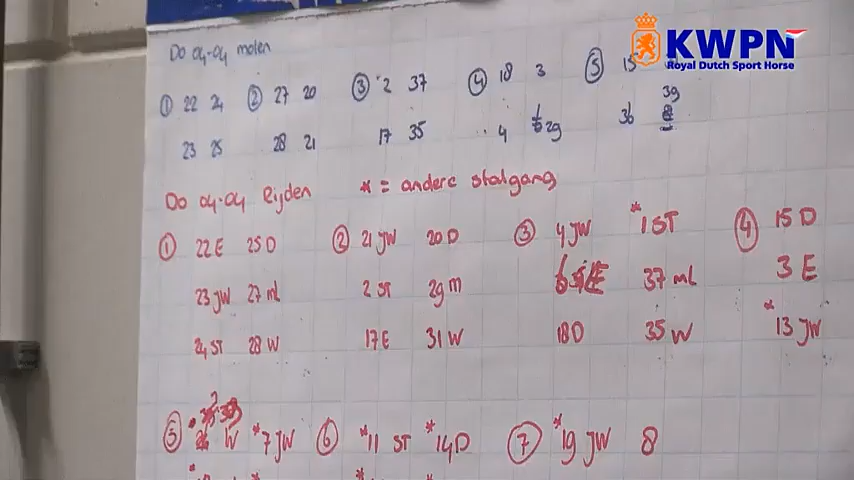 KWPN
Royal Dutch Sport Horse
Do 04-04 molen
① 22 24 ② 27 20 ③ 2 37 ④ 18 3 ⑤ 15
39
23 25 28 21 17 35 4 29 36
Do 04-04 Rijden * = andere stalgang
① 22 E 25 D ② 21 JW 20 D ③ 4 JW * 1 ST ④ 15 D
23 JW 27 mL 2 ST 29 m 37 mL 3 E
24 ST 28 W 17 E 31 W 18 D 35 W * 13 JW
⑤ W * 7 JW ⑥ * 11 ST * 14 D ⑦ * 19 JW 8